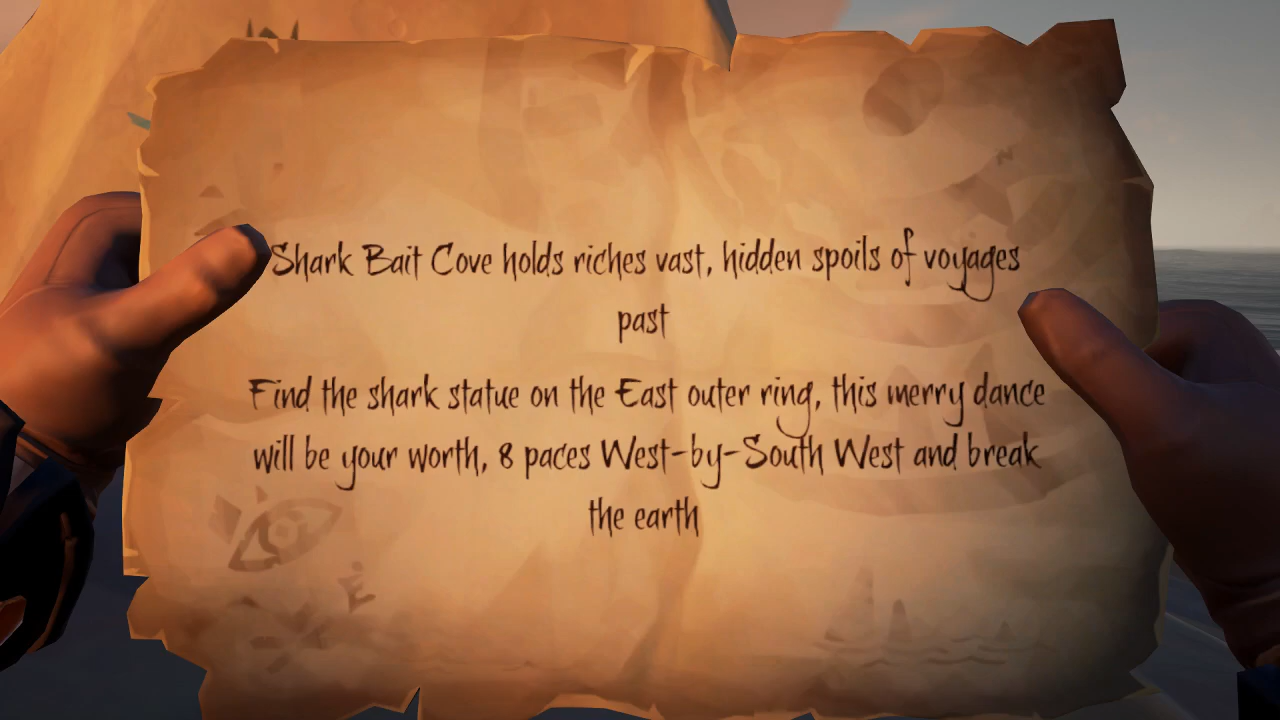 Shark Bait Cove holds riches vast, hidden spoils of voyages
past
Find the shark statue on the East outer ring, this merry dance
will be your worth, 8 paces West-by-South West and break
the earth
N
E